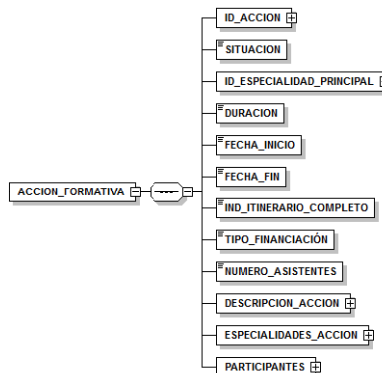 ID_ACCION
SITUACION
ID_ESPECIALIDAD_PRINCIPAL
DURACION
FECHA_INICIO
FECHA_FIN
ACCION_FORMATIVA
IND_ITINERARIO_COMPLETO
TIPO_FINANCIACIÓN
NUMERO_ASISTENTES
DESCRIPCION_ACCION
ESPECIALIDADES_ACCION
PARTICIPANTES